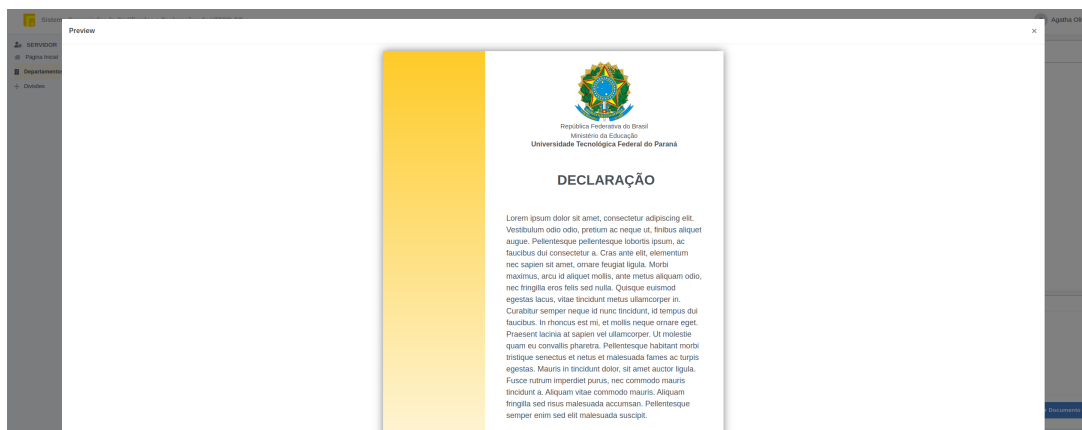 Agatha Oli
Preview
×
SERVIDOR
Página Inicial
Departamento
Divisões
República Federativa do Brasil
Ministério da Educação
Universidade Tecnológica Federal do Paraná
DECLARAÇÃO
Lorem ipsum dolor sit amet, consectetur adipiscing elit.
Vestibulum odio odio, pretium ac neque ut, finibus aliquet
augue. Pellentesque pellentesque lobortis ipsum, ac
faucibus dui consectetur a. Cras ante elit, elementum
nec sapien sit amet, ornare feugiat ligula. Morbi
maximus, arcu id aliquet mollis, ante metus aliquam odio,
nec fringilla eros felis sed nulla. Quisque euismod
egestas lacus, vitae tincidunt metus ullamcorper in.
Curabitur semper neque id nunc tincidunt, id tempus dui
faucibus. In rhoncus est mi, et mollis neque ornare eget.
Praesent lacinia at sapien vel ullamcorper. Ut molestie
quam eu convallis pharetra. Pellentesque habitant morbi
tristique senectus et netus et malesuada fames ac turpis
egestas. Mauris in tincidunt dolor, sit amet auctor ligula.
Fusce rutrum imperdiet purus, nec commodo mauris
tincidunt a. Aliquam vitae commodo mauris. Aliquam
fringilla sed risus malesuada accumsan. Pellentesque
semper enim sed elit malesuada suscipit.
Documento